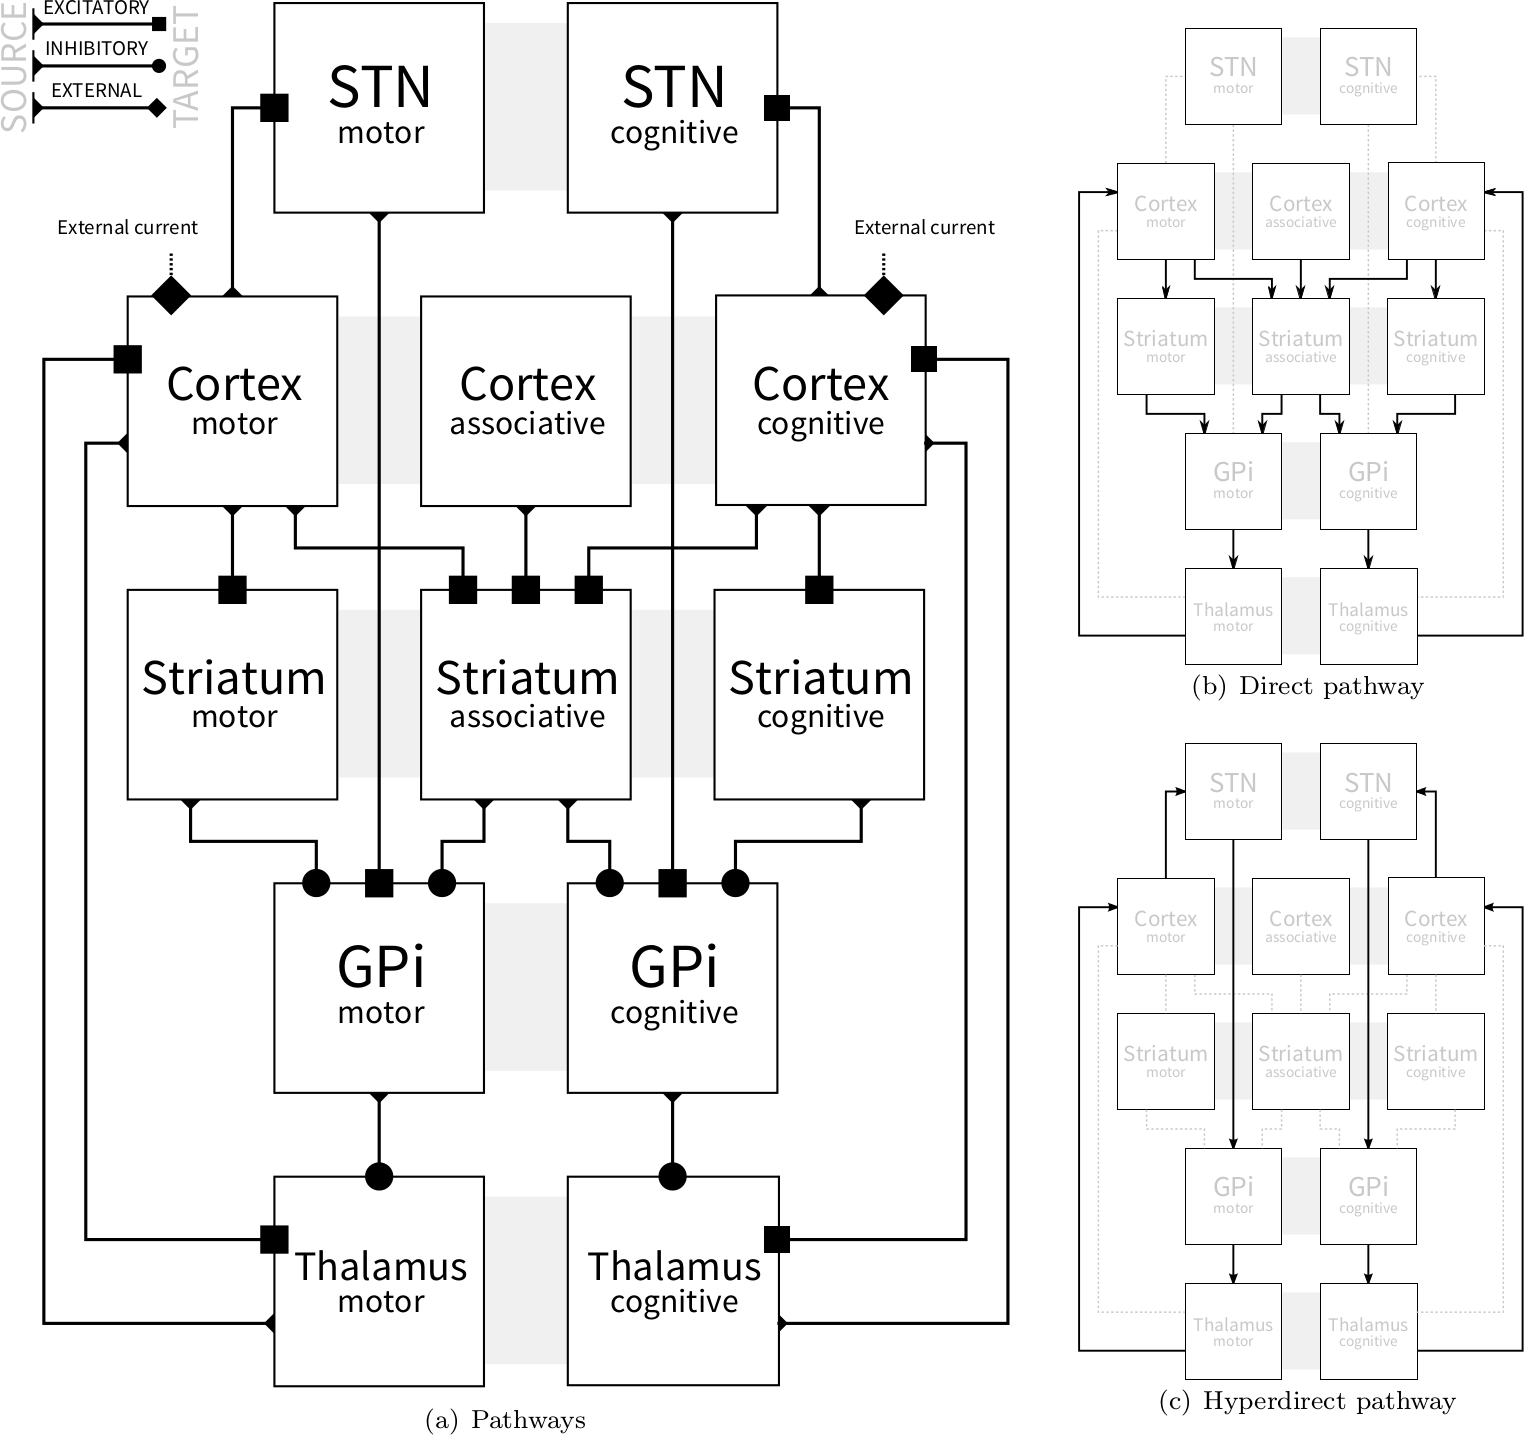 SOURCE
EXCITATORY
INHIBITORY
EXTERNAL
TARGET
STN
motor
STN
cognitive
External current
External current
Cortex
motor
Cortex
associative
Cortex
cognitive
Striatum
motor
Striatum
associative
Striatum
cognitive
GPi
motor
GPi
cognitive
Thalamus
motor
Thalamus
cognitive
(a) Pathways
STN
motor
STN
cognitive
Cortex
motor
Cortex
associative
Cortex
cognitive
Striatum
motor
Striatum
associative
Striatum
cognitive
GPi
motor
GPi
cognitive
Thalamus
motor
Thalamus
cognitive
(b) Direct pathway
STN
motor
STN
cognitive
Cortex
motor
Cortex
associative
Cortex
cognitive
Striatum
motor
Striatum
associative
Striatum
cognitive
GPi
motor
GPi
cognitive
Thalamus
motor
Thalamus
cognitive
(c) Hyperdirect pathway